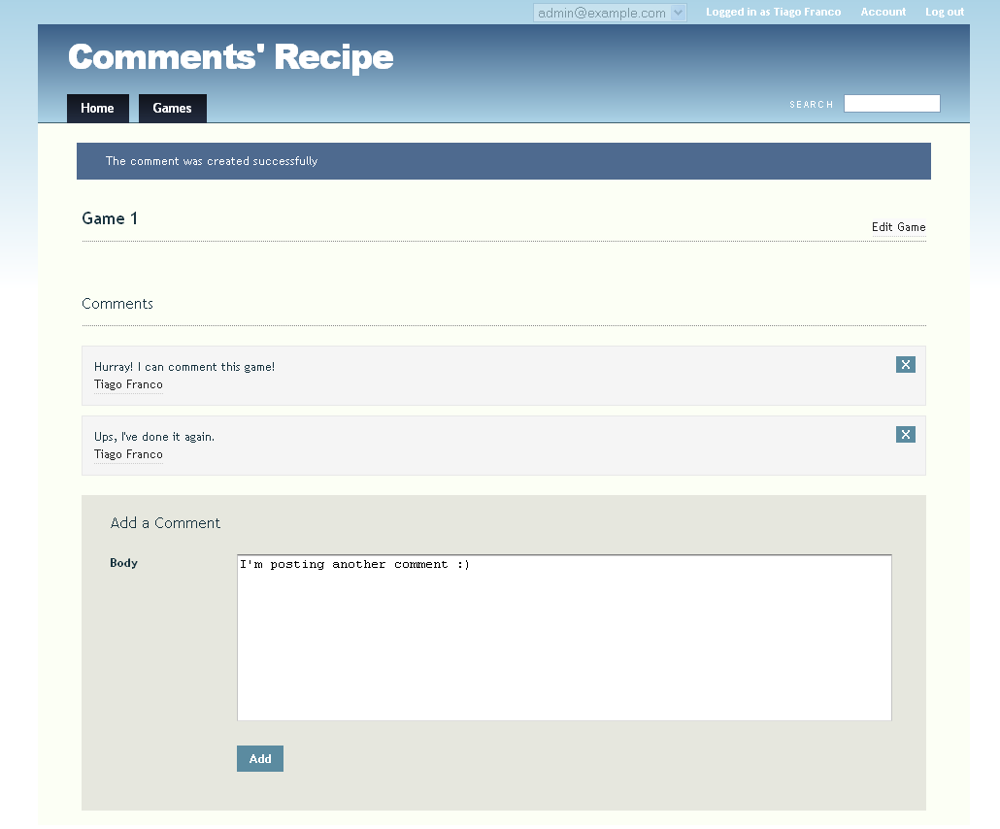 admin@example.com Logged in as Tiago Franco Account Log out
Comments' Recipe
Home Games SEARCH
The comment was created successfully
Game 1
Edit Game
Comments
Hurray! I can comment this game! X
Tiago Franco
Ups, I've done it again. X
Tiago Franco
Add a Comment
Body I'm posting another comment :)
Add